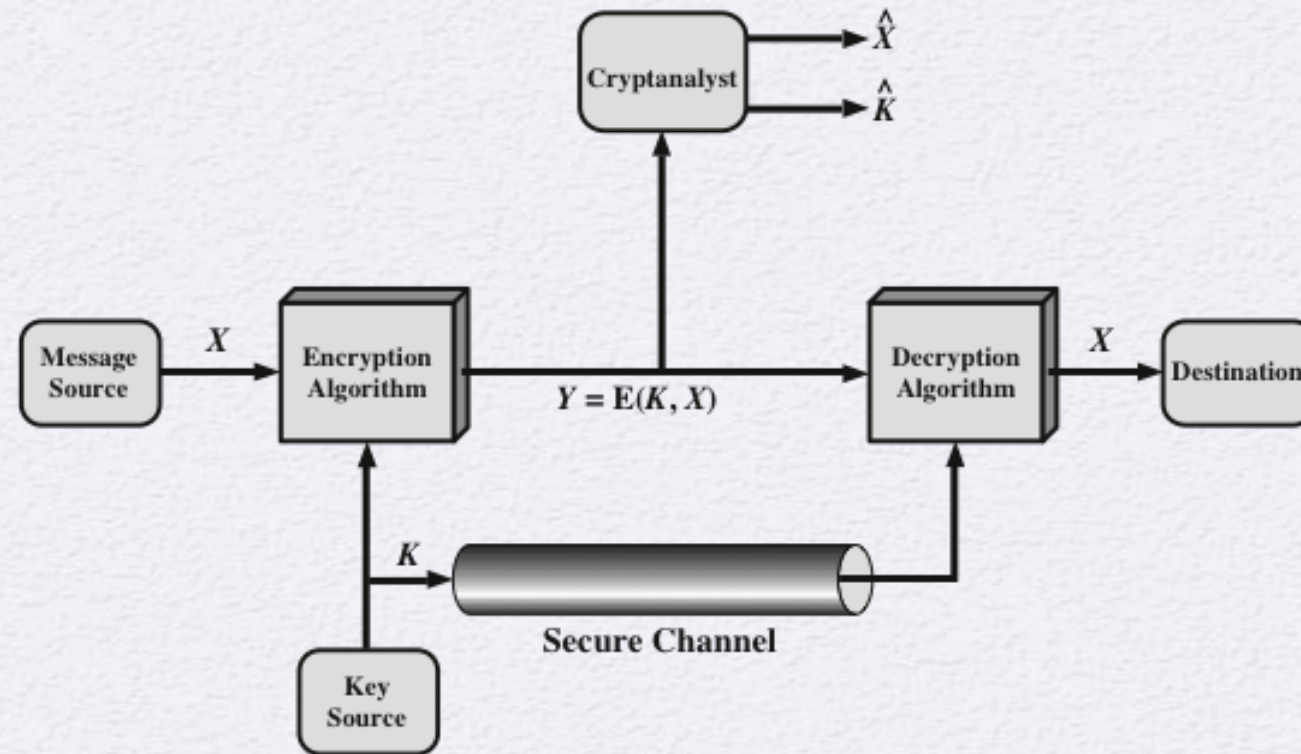 X̂
Cryptanalyst
K̂
X
X
Message
Source
Encryption
Algorithm
Decryption
Algorithm
Destination
Y = E(K, X)
K
Secure Channel
Key
Source